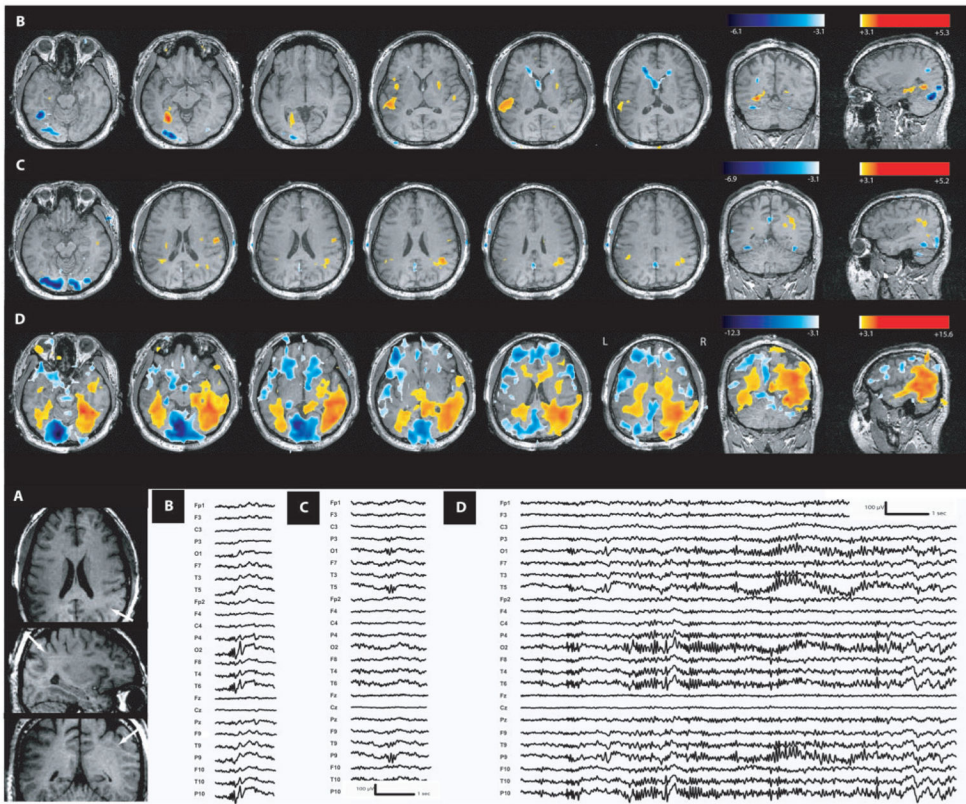 B
-6.1 -3.1 +3.1 +5.3
C
-6.9 -3.1 +3.1 +5.2
D
-12.3 -3.1 +3.1 +15.6
L R
A
B
Fp1
F3
C3
P3
O1
F7
T3
T5
Fp2
F4
C4
P4
O2
F8
T4
T6
Fz
Cz
Pz
F9
T9
P9
F10
T10
P10
C
Fp1
F3
C3
P3
O1
F7
T3
T5
Fp2
F4
C4
P4
O2
F8
T4
T6
Fz
Cz
Pz
F9
T9
P9
F10
T10
P10
100 µV
1 sec
D
Fp1
F3
C3
P3
O1
F7
T3
T5
Fp2
F4
C4
P4
O2
F8
T4
T6
Fz
Cz
Pz
F9
T9
P9
F10
T10
P10
100 µV
1 sec